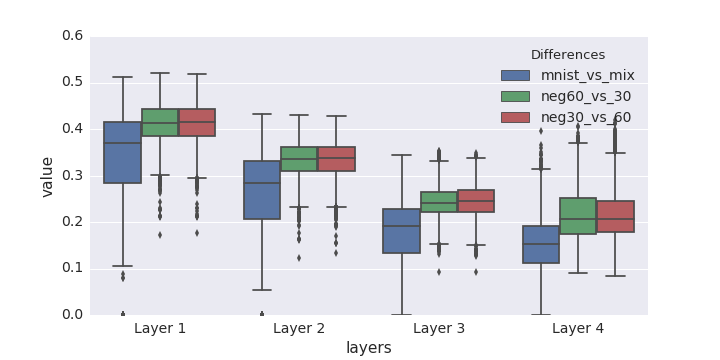 0.6
0.5
0.4
0.3
0.2
0.1
0.0
value
Differences
mnist_vs_mix
neg60_vs_30
neg30_vs_60
Layer 1
Layer 2
Layer 3
Layer 4
layers